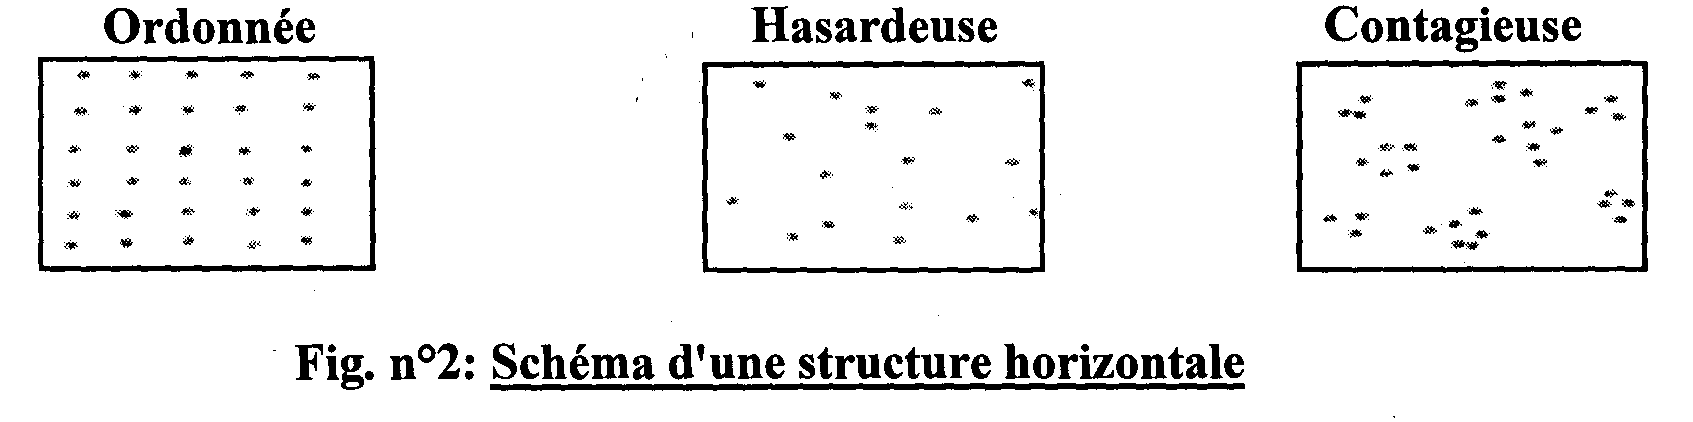 Ordonnée Hasardeuse Contagieuse
Fig. n°2: Schéma d'une structure horizontale